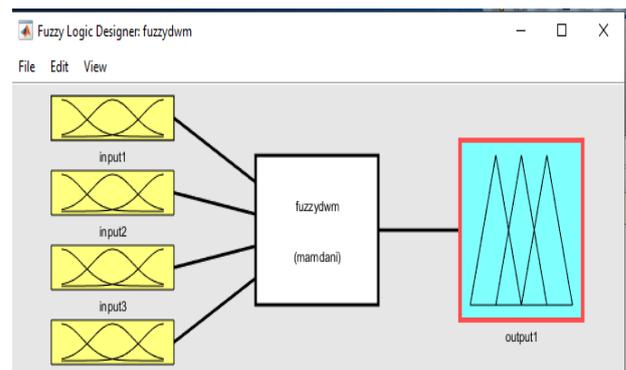 Fuzzy Logic Designer: fuzzydwm
File Edit View
input1
input2
input3
fuzzydwm
(mamdani)
output1